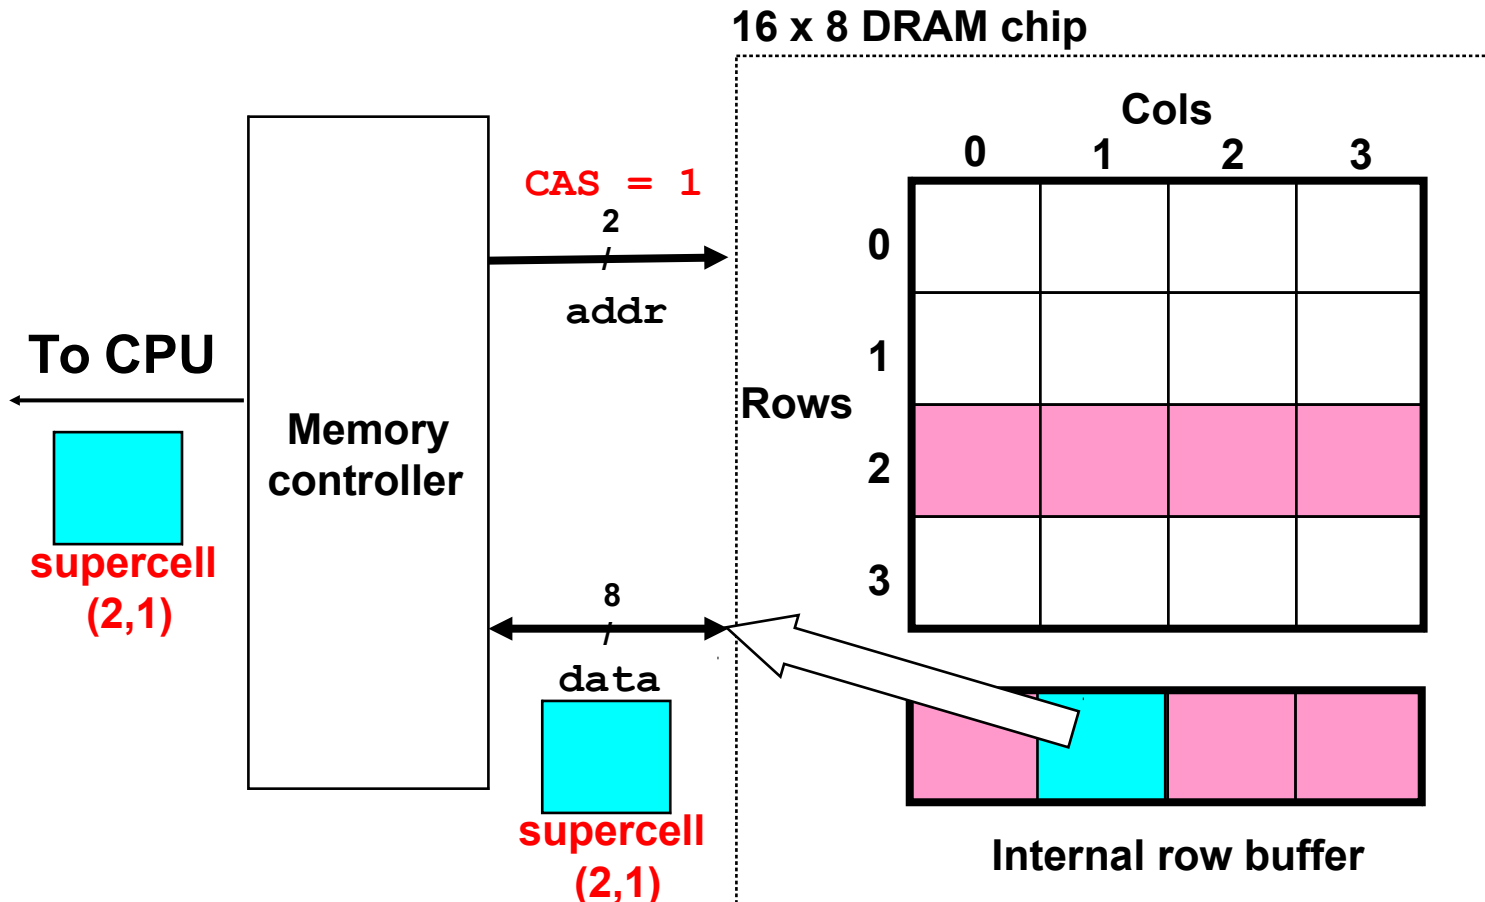 16 x 8 DRAM chip
Cols
0 1 2 3
CAS = 1
2
/
addr
0
1
2
3
Rows
To CPU
Memory
controller
supercell
(2,1)
8
/
data
supercell
(2,1)
Internal row buffer